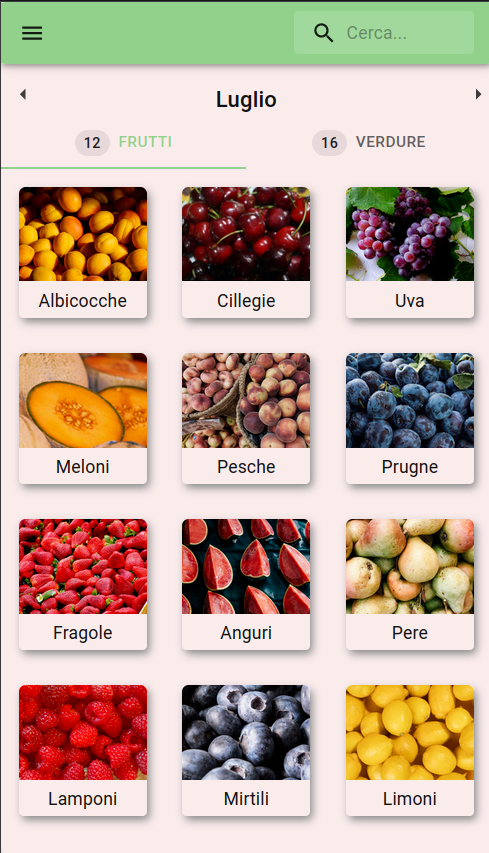 Cerca...
Luglio
12 FRUTTI
16 VERDURE
Albicocche
Cillegie
Uva
Meloni
Pesche
Prugne
Fragole
Anguri
Pere
Lamponi
Mirtili
Limoni